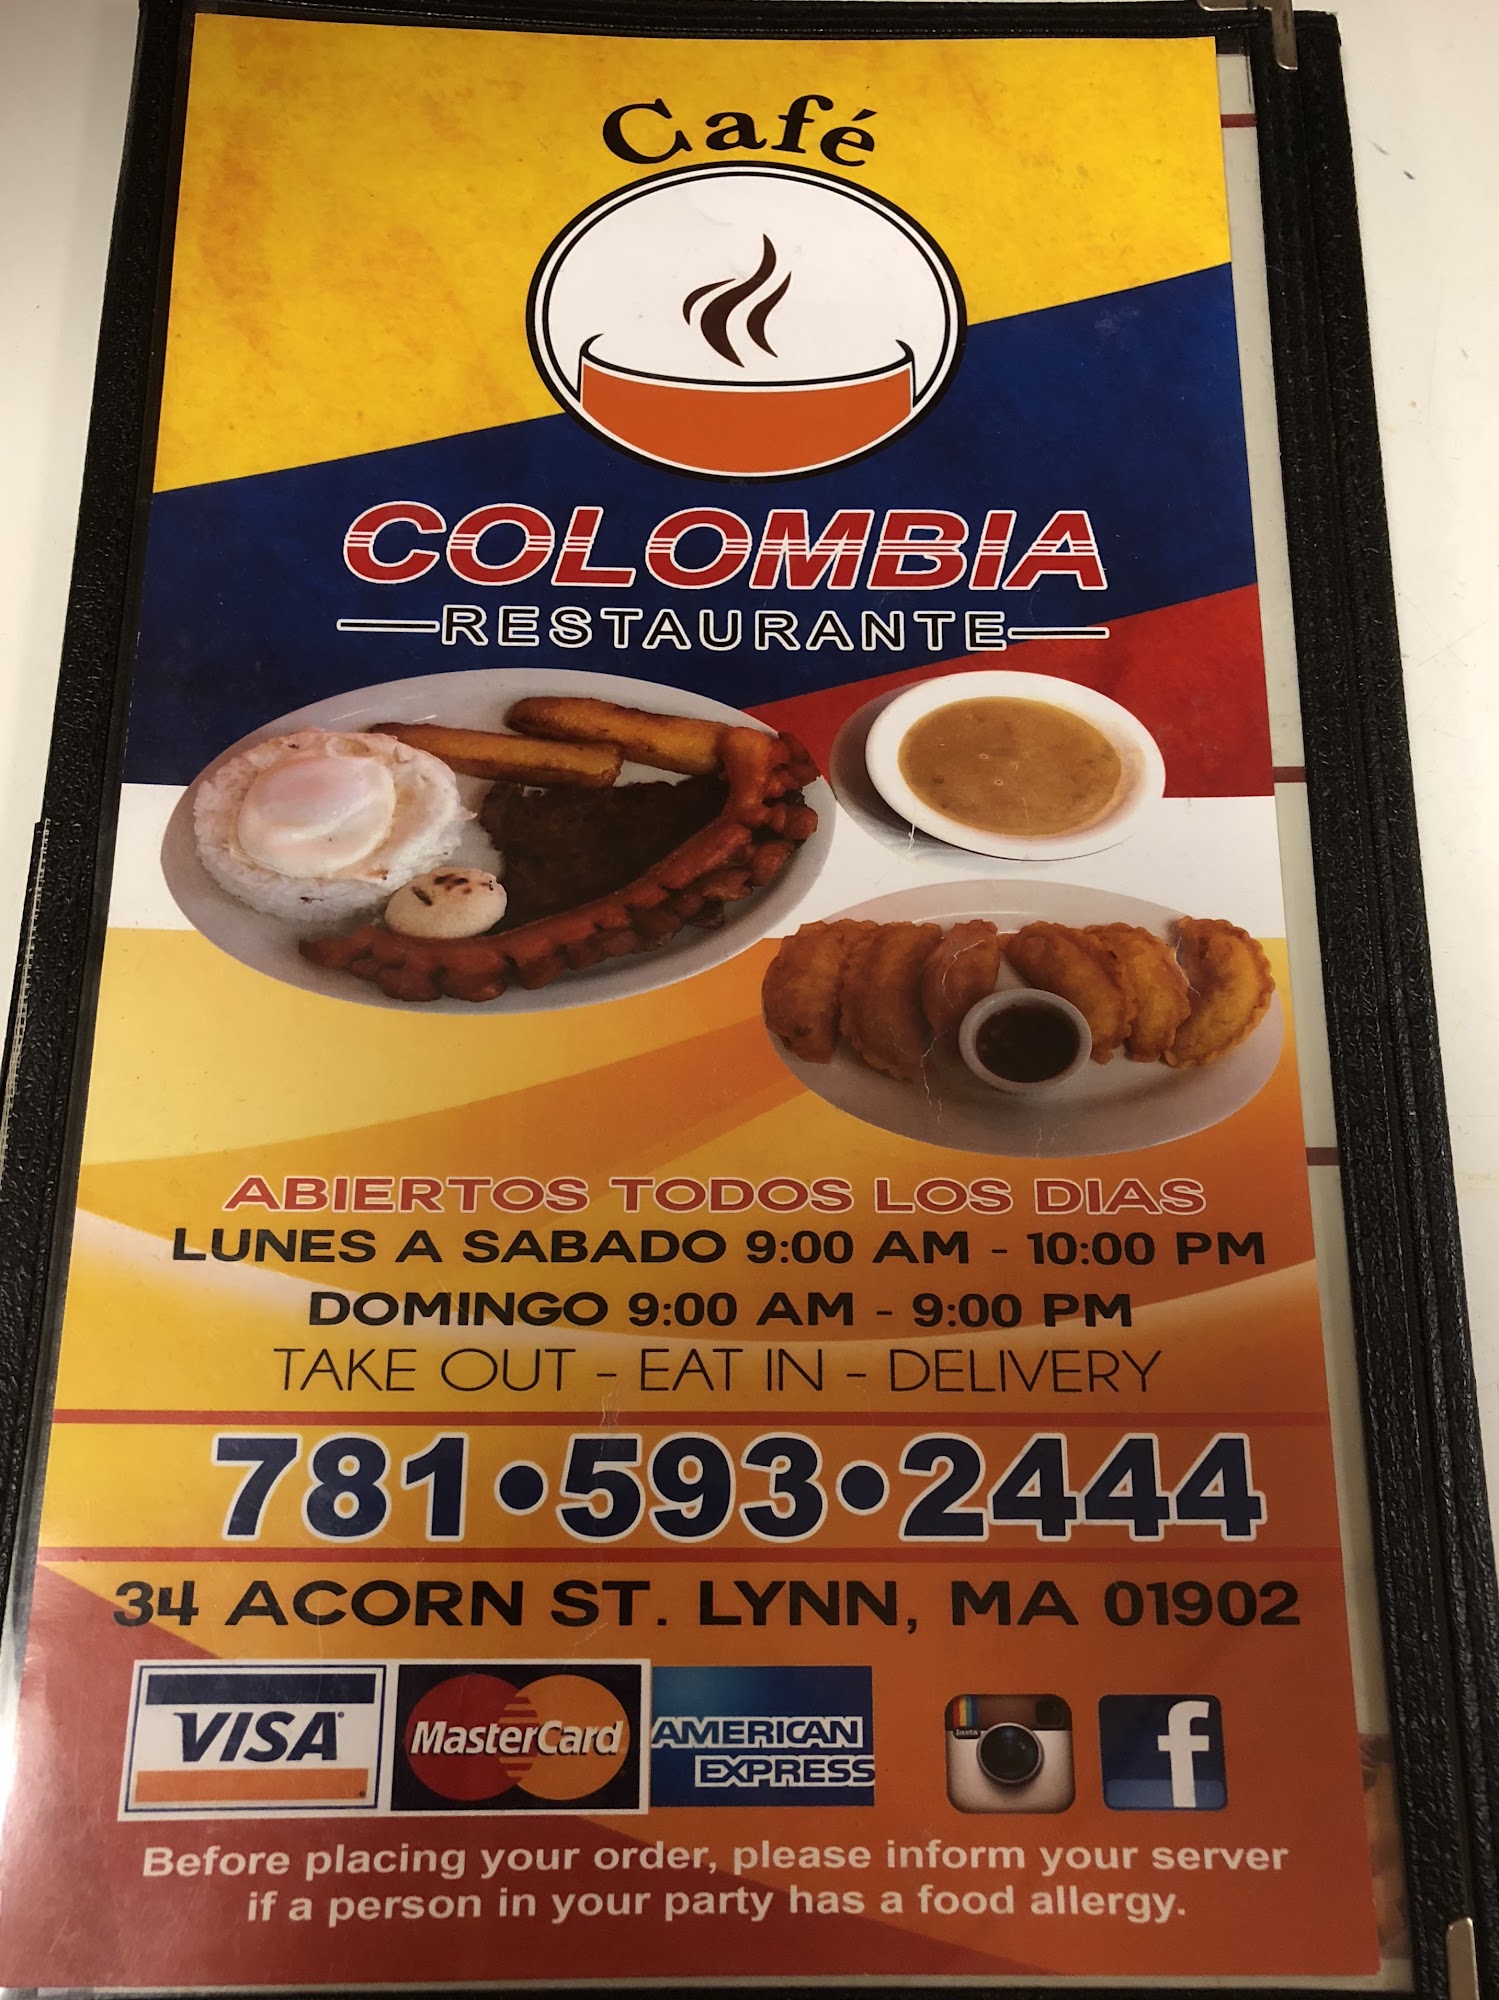 Café
COLOMBIA
RESTAURANTE
ABIERTOS TODOS LOS DIAS
LUNES A SABADO 9:00 AM - 10:00 PM
DOMINGO 9:00 AM - 9:00 PM
TAKE OUT - EAT IN - DELIVERY
781•593•2444
34 ACORN ST. LYNN, MA 01902
VISA
MasterCard
AMERICAN
EXPRESS
Insta
f
Before placing your order, please inform your server
if a person in your party has a food allergy.